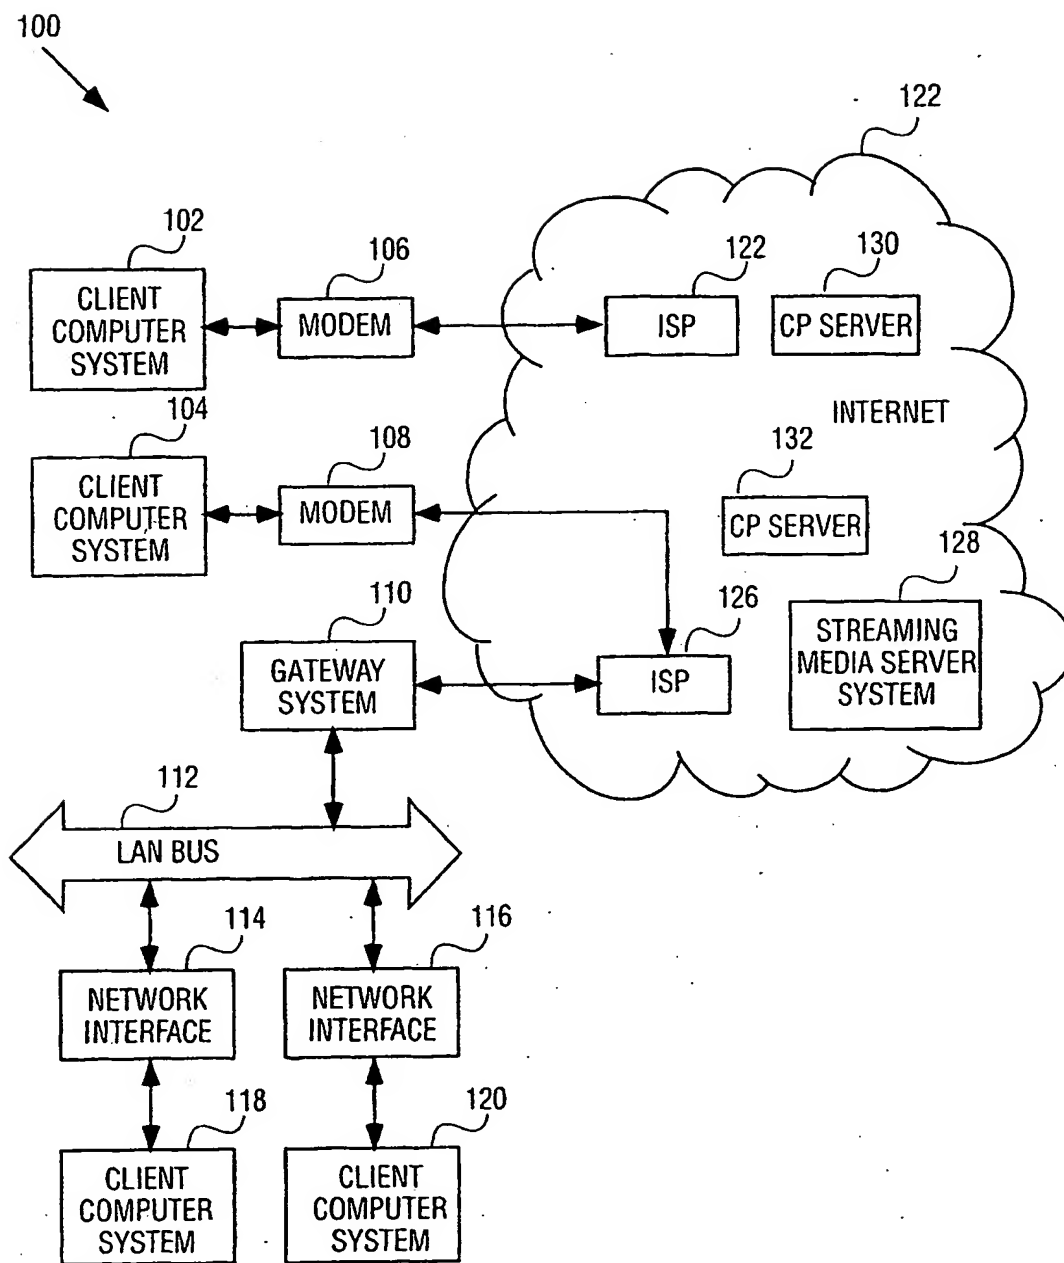 100
122
102
CLIENT
COMPUTER
SYSTEM
106
MODEM
122
ISP
130
CP SERVER
INTERNET
104
CLIENT
COMPUTER
SYSTEM
108
MODEM
132
CP SERVER
128
STREAMING
MEDIA SERVER
SYSTEM
110
GATEWAY
SYSTEM
126
ISP
112
LAN BUS
114
NETWORK
INTERFACE
116
NETWORK
INTERFACE
118
CLIENT
COMPUTER
SYSTEM
120
CLIENT
COMPUTER
SYSTEM